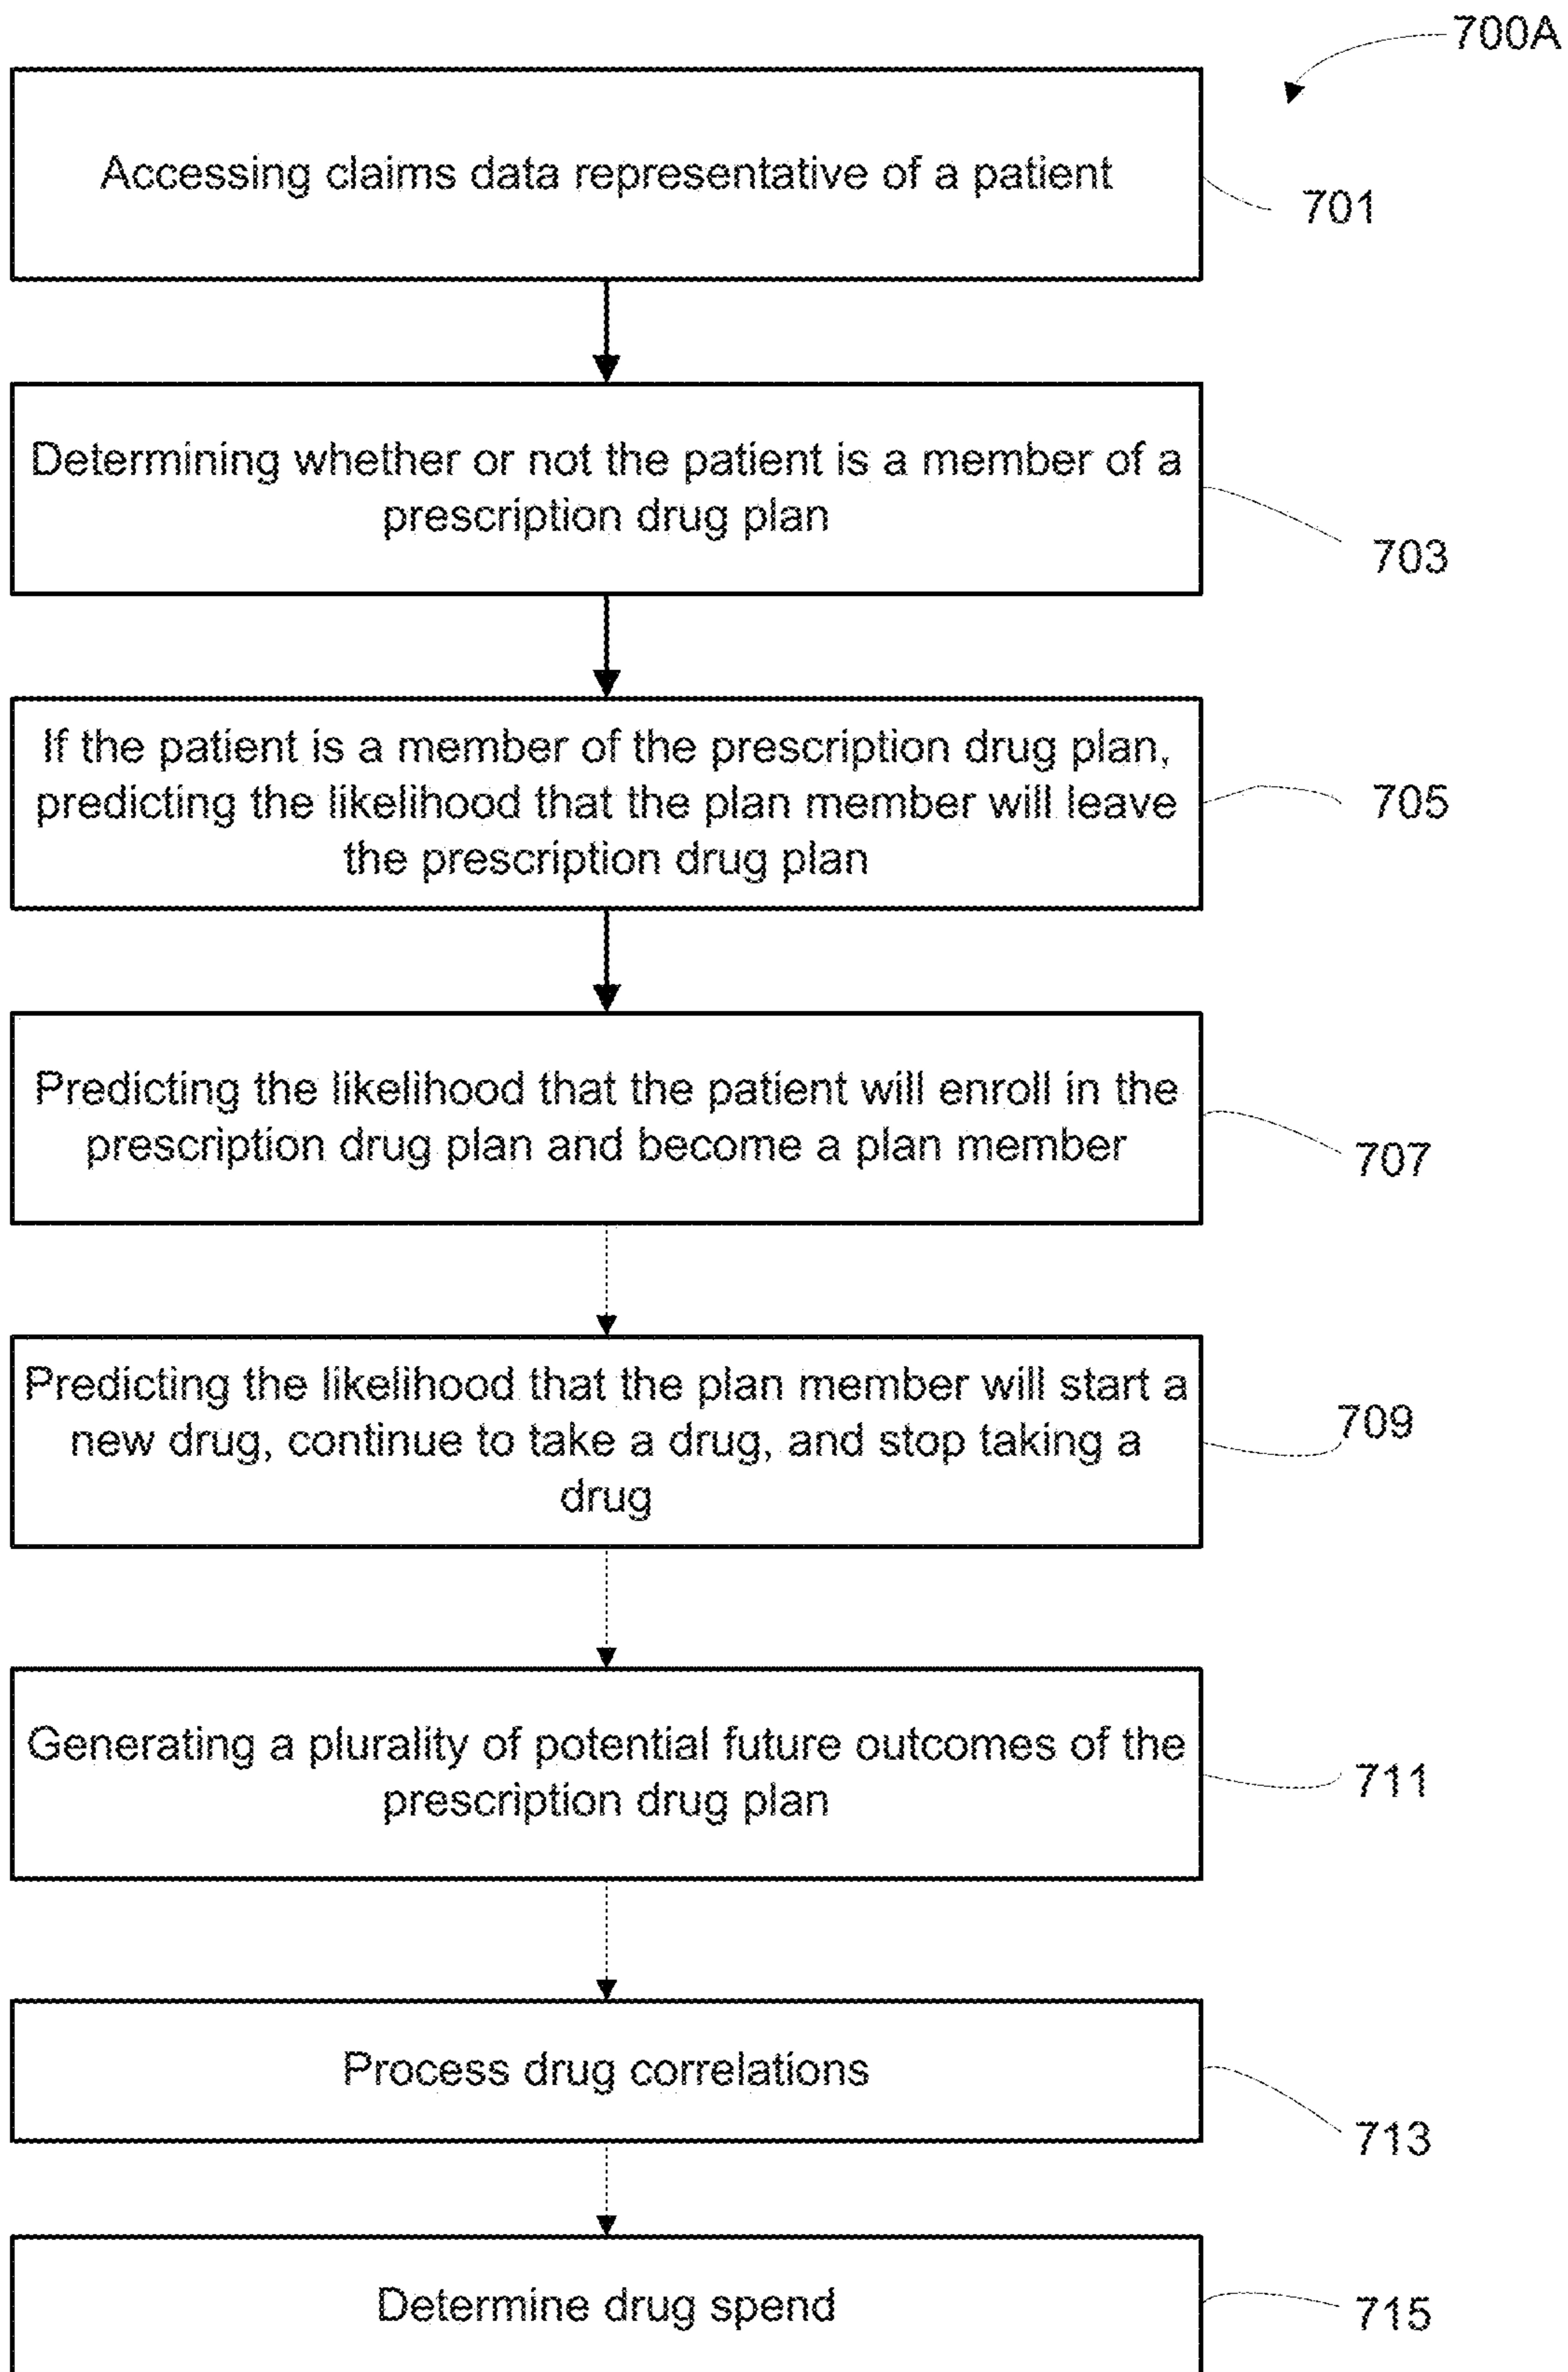 700A
Accessing claims data representative of a patient
701
Determining whether or not the patient is a member of a
prescription drug plan
703
If the patient is a member of the prescription drug plan,
predicting the likelihood that the plan member will leave
the prescription drug plan
705
Predicting the likelihood that the patient will enroll in the
prescription drug plan and become a plan member
707
Predicting the likelihood that the plan member will start a
new drug, continue to take a drug, and stop taking a
drug
709
Generating a plurality of potential future outcomes of the
prescription drug plan
711
Process drug correlations
713
Determine drug spend
715